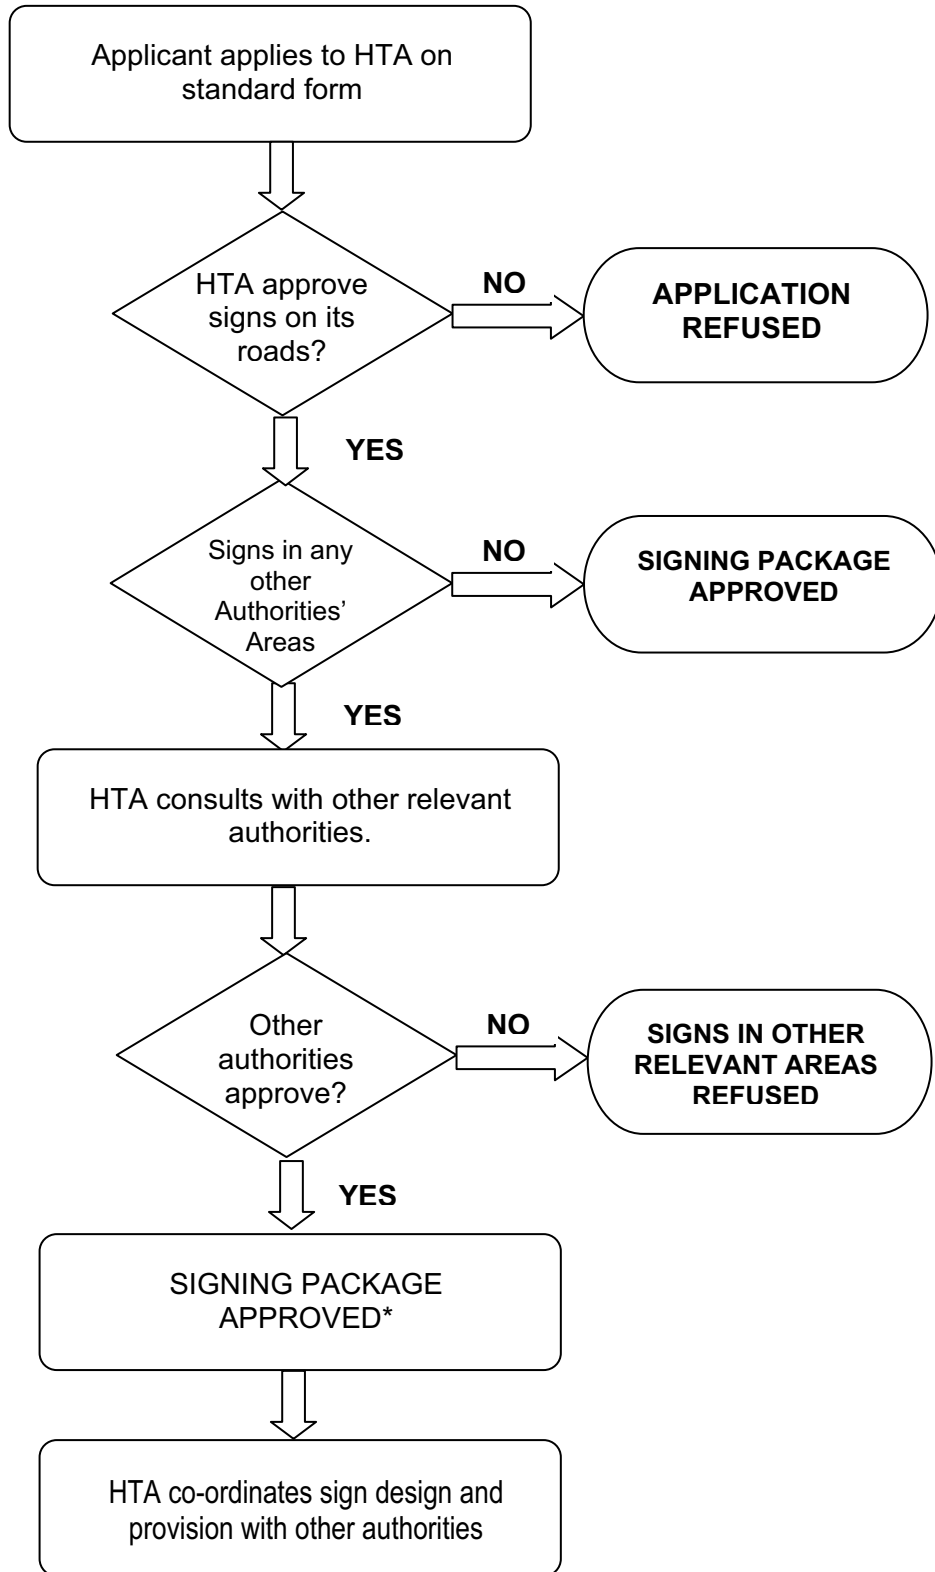 Applicant applies to HTA on
standard form
HTA approve
signs on its
roads?
NO
APPLICATION
REFUSED
YES
Signs in any
other
Authorities’
Areas
NO
SIGNING PACKAGE
APPROVED
YES
HTA consults with other relevant
authorities.
Other
authorities
approve?
NO
SIGNS IN OTHER
RELEVANT AREAS
REFUSED
YES
SIGNING PACKAGE
APPROVED*
HTA co-ordinates sign design and
provision with other authorities